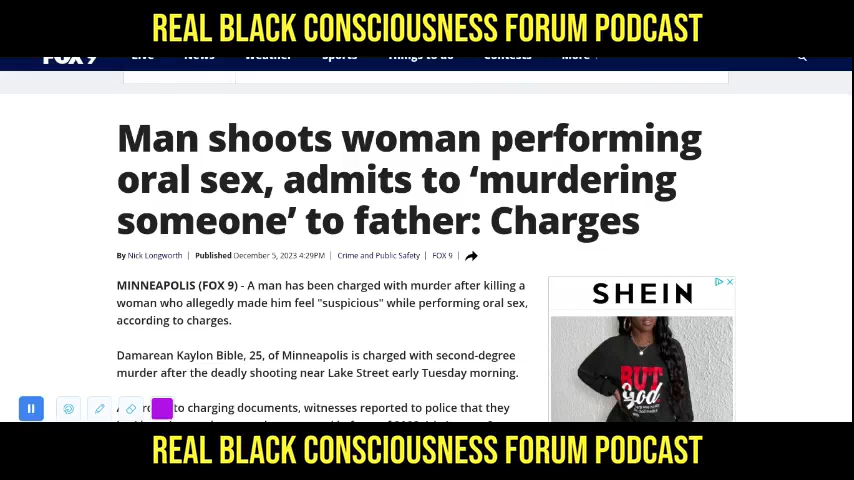 REAL BLACK CONSCIOUSNESS FORUM PODCAST
FOX 9 Live News Weather Sports Things to do Contests More
Man shoots woman performing
oral sex, admits to ‘murdering
someone’ to father: Charges
By Nick Longworth | Published December 5, 2023 4:29PM | Crime and Public Safety | FOX 9 |
MINNEAPOLIS (FOX 9) - A man has been charged with murder after killing a
woman who allegedly made him feel "suspicious" while performing oral sex,
according to charges.
SHEIN
Damarean Kaylon Bible, 25, of Minneapolis is charged with second-degree
murder after the deadly shooting near Lake Street early Tuesday morning.
BUT
God
to charging documents, witnesses reported to police that they
REAL BLACK CONSCIOUSNESS FORUM PODCAST